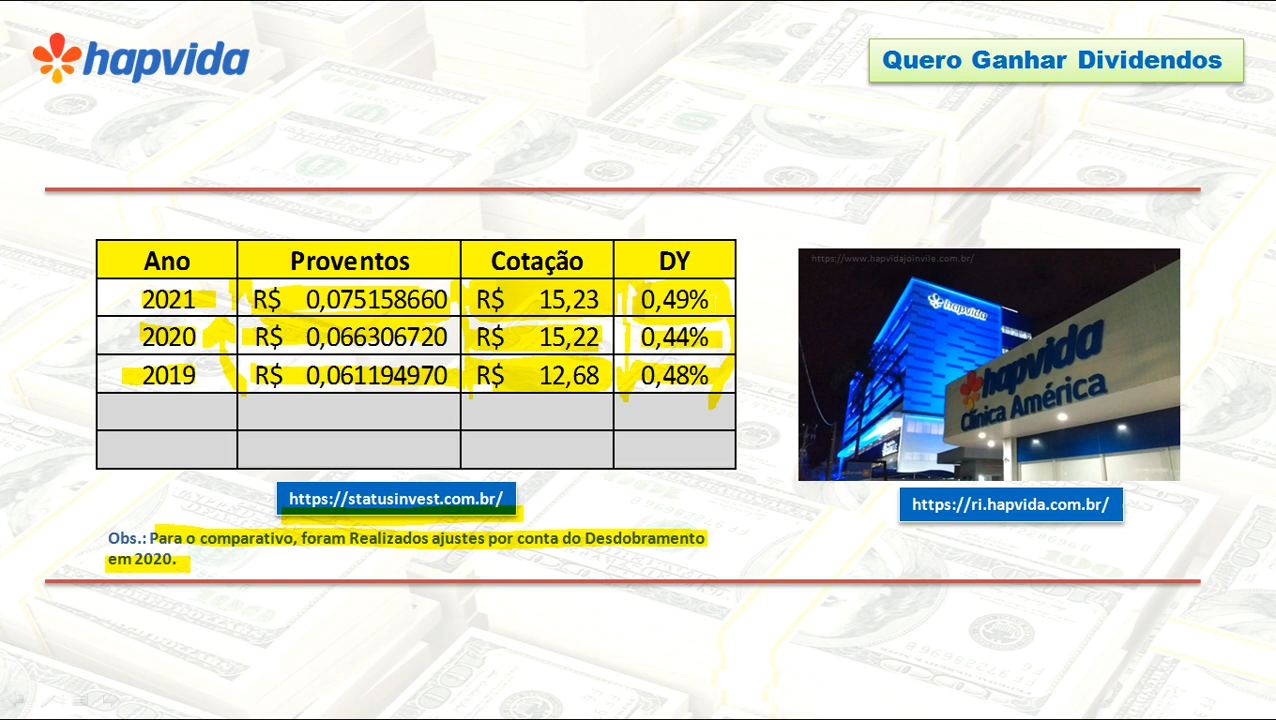 hapvida
Quero Ganhar Dividendos
Ano Proventos Cotação DY
2021 R$ 0,075158660 R$ 15,23 0,49%
2020 R$ 0,066306720 R$ 15,22 0,44%
2019 R$ 0,061194970 R$ 12,68 0,48%
https://statusinvest.com.br/
Obs.: Para o comparativo, foram Realizados ajustes por conta do Desdobramento
em 2020.
https://www.hapvidajoinvile.com.br/
hapvida
hapvida
Clínica América
https://ri.hapvida.com.br/